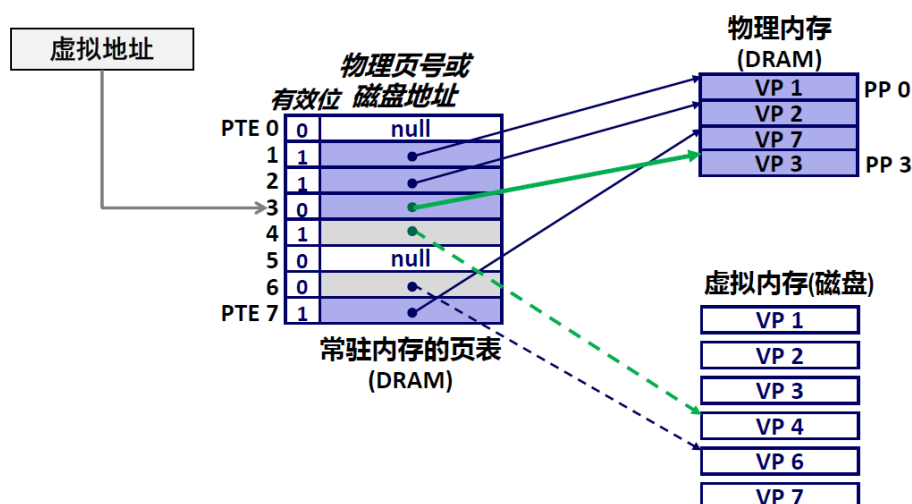 虚拟地址
物理页号或
有效位 磁盘地址
PTE 0 0 null
1 1
2 1
3 0
4 1
5 0 null
6 0
PTE 7 1
常驻内存的页表
(DRAM)
物理内存
(DRAM)
VP 1 PP 0
VP 2
VP 7
VP 3 PP 3
虚拟内存(磁盘)
VP 1
VP 2
VP 3
VP 4
VP 6
VP 7